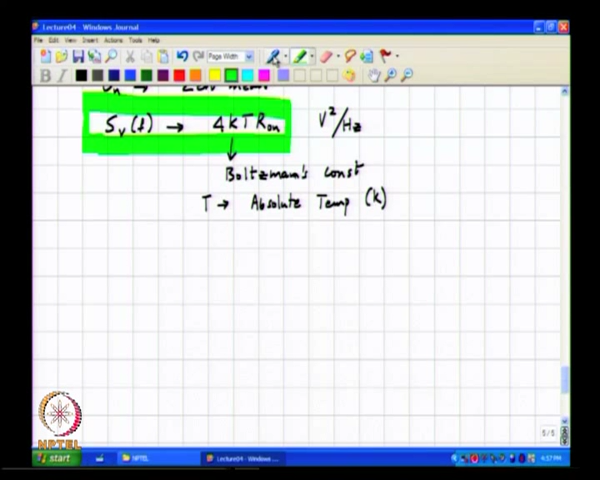 Lecture04 - Windows Journal
File Edit View Insert Actions Tools Help
Page Width
B I
Sv(f) → 4kTRon V²/Hz
↓
Boltzmann's const
T → Absolute Temp (k)
NPTEL
5/5
start NPTEL Lecture04 - Windows ... 4:57 PM